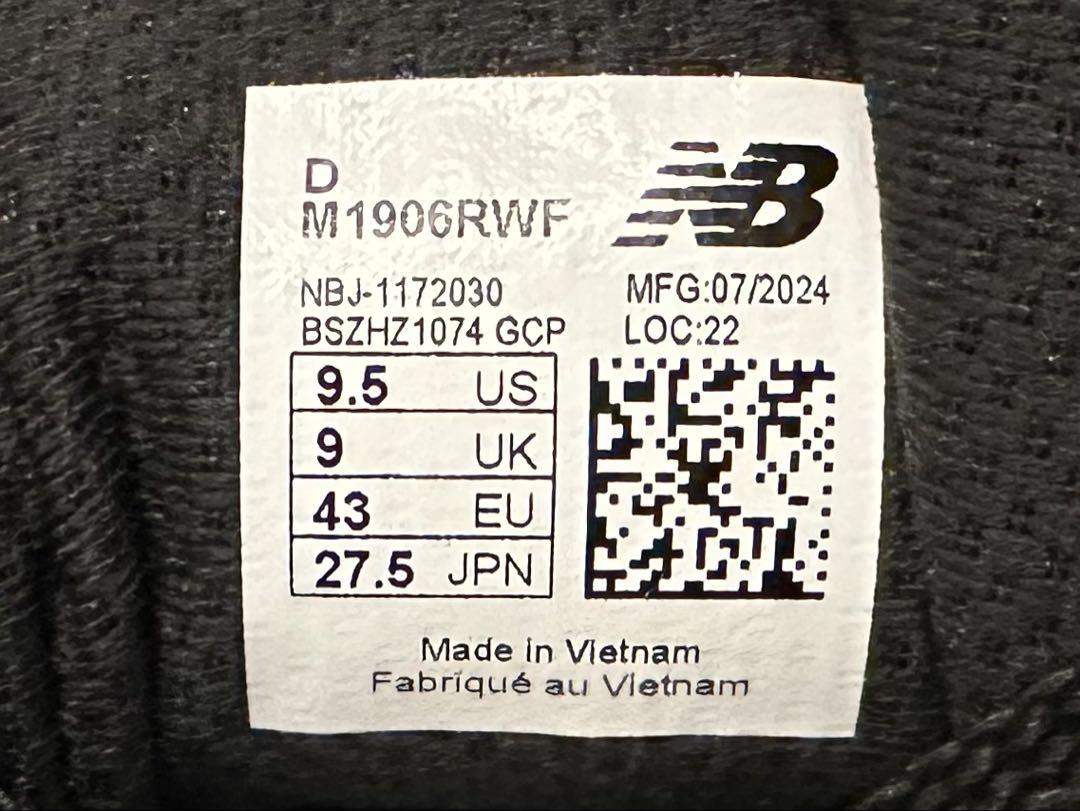 D
M1906RWF
NB
NBJ-1172030
MFG:07/2024
BSZHZ1074 GCP
LOC:22
9.5 US
9 UK
43 EU
27.5 JPN
Made in Vietnam
Fabriqué au Vietnam